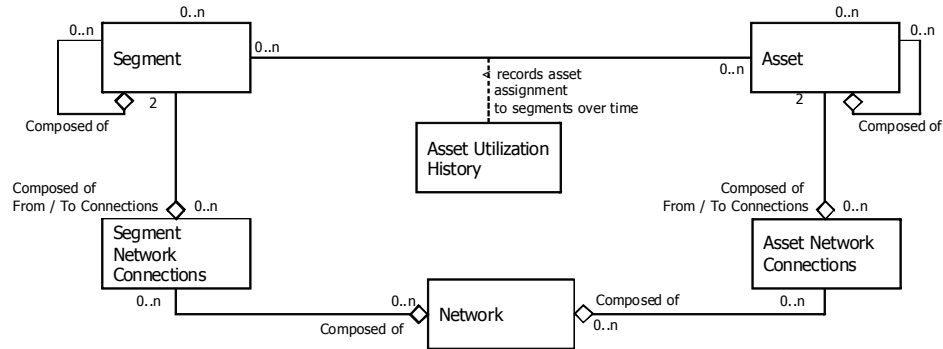 0..n
0..n
0..n
0..n
0..n
0..n
Segment
Asset
2
2
< records asset
assignment
to segments over time
Composed of
Composed of
Asset Utilization
History
Composed of
From / To Connections
0..n
Composed of
From / To Connections
0..n
Segment
Network
Connections
Asset Network
Connections
0..n
0..n
Composed of
Network
Composed of
0..n
0..n